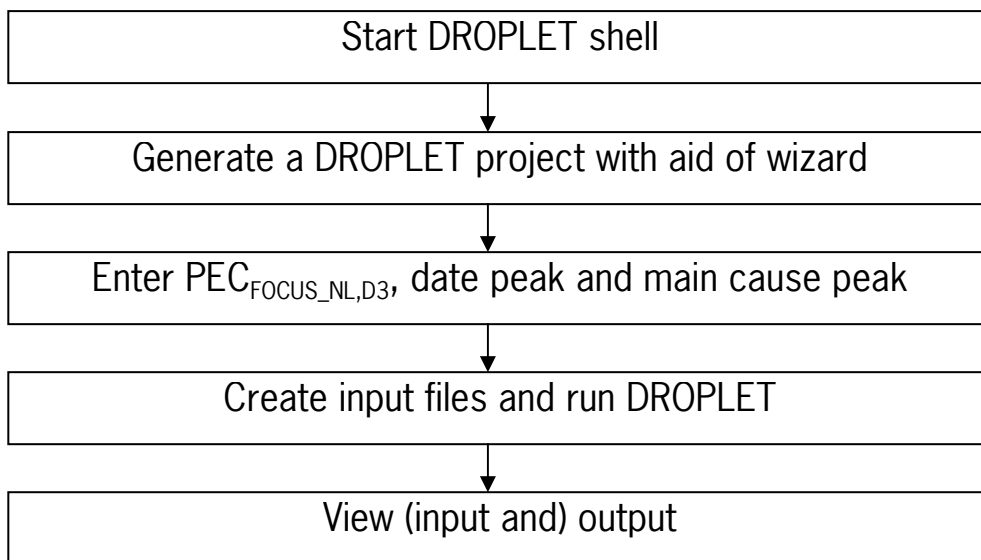 Start DROPLET shell
Generate a DROPLET project with aid of wizard
Enter PEC_FOCUS_NL,D3, date peak and main cause peak
Create input files and run DROPLET
View (input and) output